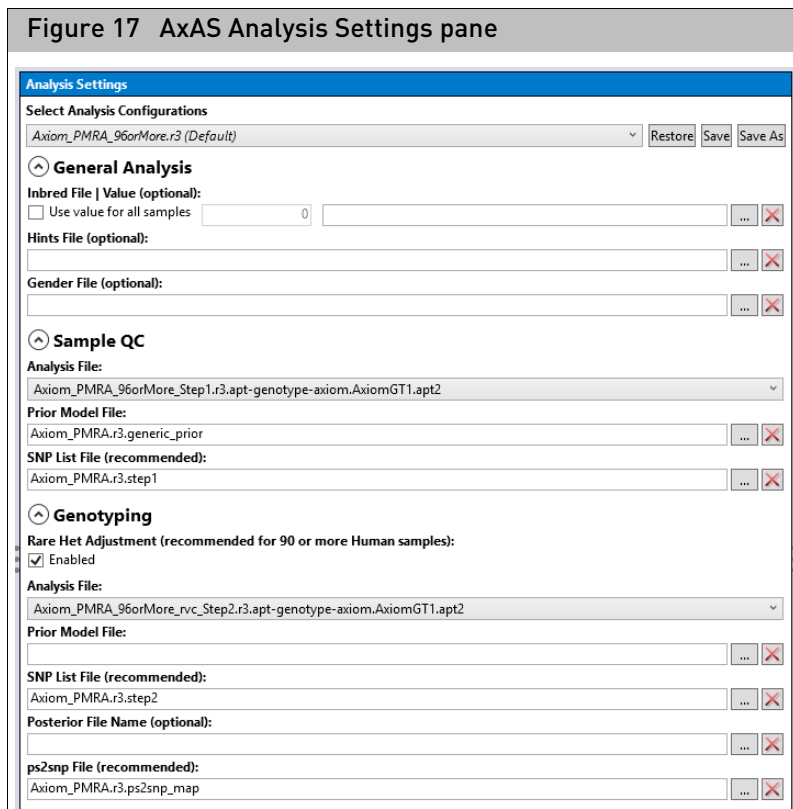 Figure 17 AxAS Analysis Settings pane
Analysis Settings
Select Analysis Configurations
Axiom_PMRA_96orMore.r3 (Default) Restore Save Save As
General Analysis
Inbred File | Value (optional):
Use value for all samples 0 ...
Hints File (optional):
...
Gender File (optional):
...
Sample QC
Analysis File:
Axiom_PMRA_96orMore_Step1.r3.apt-genotype-axiom.AxiomGT1.apt2
Prior Model File:
Axiom_PMRA.r3.generic_prior ...
SNP List File (recommended):
Axiom_PMRA.r3.step1 ...
Genotyping
Rare Het Adjustment (recommended for 90 or more Human samples):
Enabled
Analysis File:
Axiom_PMRA_96orMore_rvc_Step2.r3.apt-genotype-axiom.AxiomGT1.apt2
Prior Model File:
...
SNP List File (recommended):
Axiom_PMRA.r3.step2 ...
Posterior File Name (optional):
...
ps2snp File (recommended):
Axiom_PMRA.r3.ps2snp_map ...